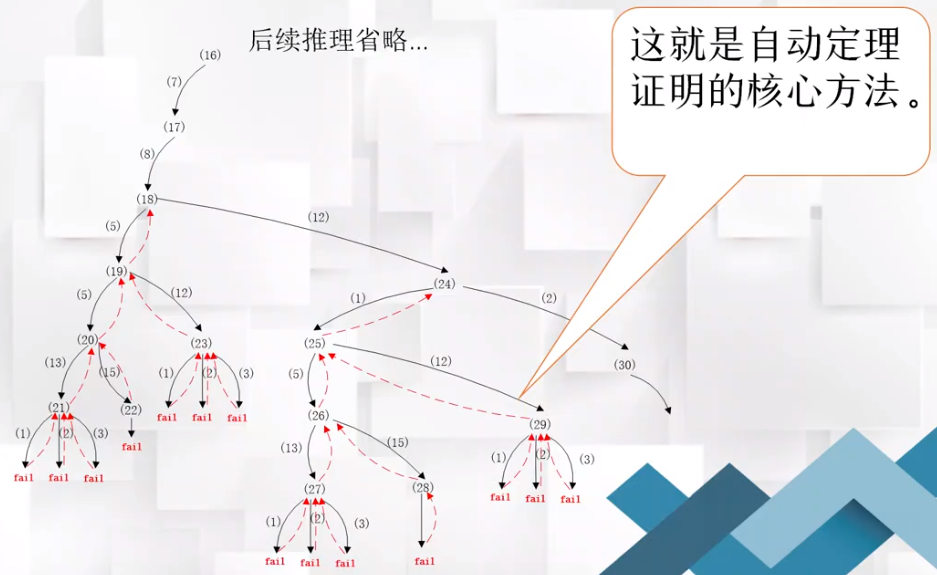 后续推理省略...
这就是自动定理
证明的核心方法。
(16)
(7)
(17)
(8)
(18)
(12)
(5)
(19)
(24)
(5)
(12)
(1)
(2)
(20)
(23)
(25)
(12)
(30)
(13)
(15)
(1)
(2)
(3)
(5)
(21)
(22)
fail
fail
fail
(26)
(29)
(1)
(2)
(3)
fail
(13)
(15)
(1)
(2)
(3)
fail
fail
fail
(27)
(28)
fail
fail
fail
(1)
(2)
(3)
fail
fail
fail
fail